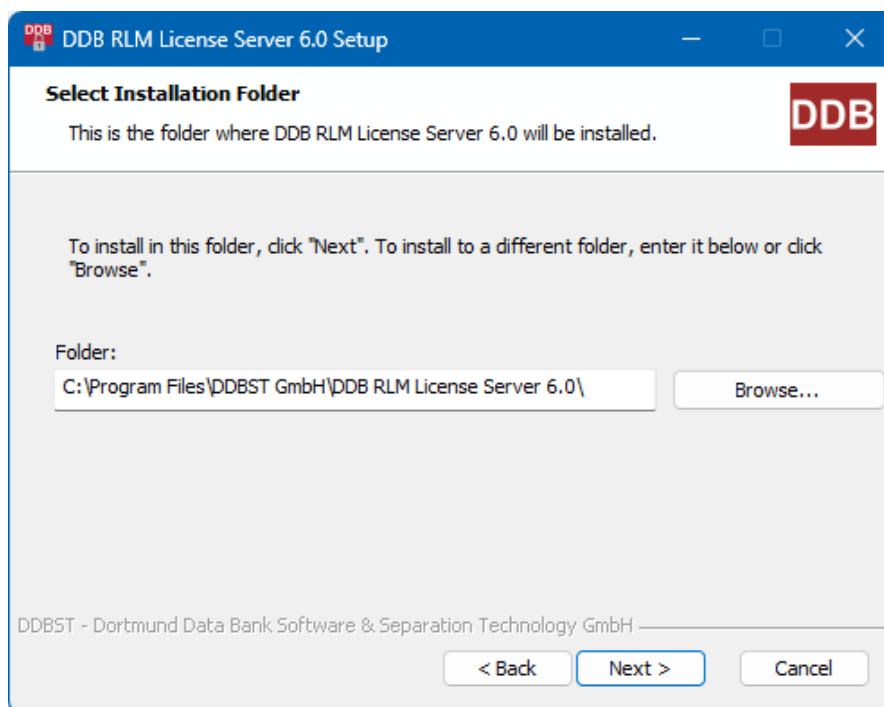 DDB
DDB RLM License Server 6.0 Setup
Select Installation Folder
This is the folder where DDB RLM License Server 6.0 will be installed.
DDB
To install in this folder, click "Next". To install to a different folder, enter it below or click
"Browse".
Folder:
C:\Program Files\DDBST GmbH\DDB RLM License Server 6.0\
Browse...
DDBST - Dortmund Data Bank Software & Separation Technology GmbH
< Back
Next >
Cancel